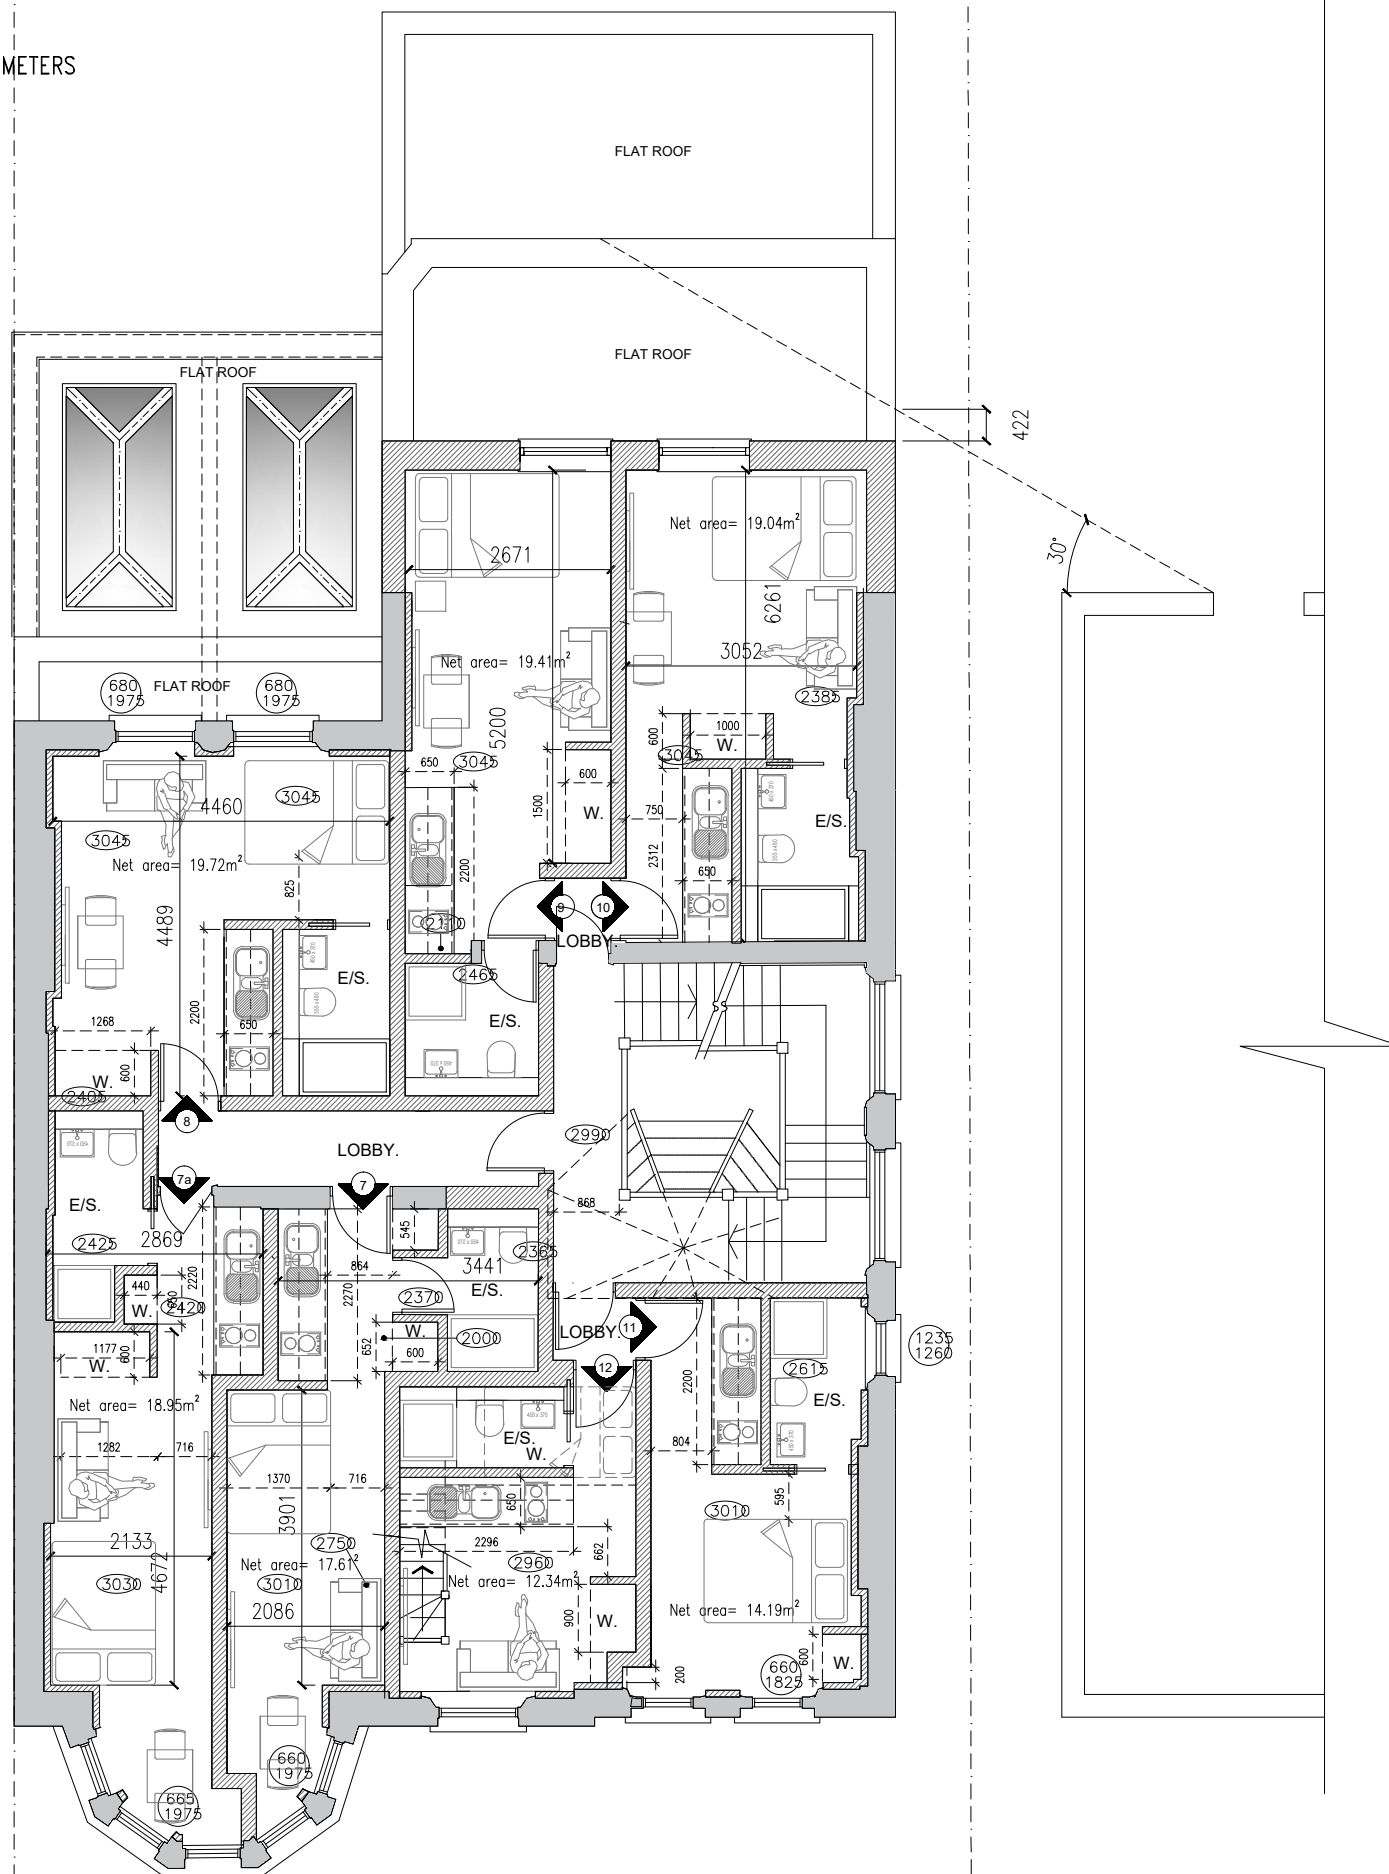 METERS
FLAT ROOF
FLAT ROOF
422
FLAT ROOF
30°
Net area= 19.04m²
2671
6261
3052
Net area= 19.41m²
680
1975
FLAT ROOF
680
1975
2385
5200
600
1000
W.
3045
650
3045
600
1500
W.
750
2312
650
E/S.
4460
3045
3045
Net area= 19.72m²
825
2200
4489
9
10
2110
LOBBY
2465
E/S.
E/S.
2200
650
1268
W.
600
2405
8
2990
LOBBY.
7a
7
868
E/S.
2425
2869
545
3441
2365
864
E/S.
2220
2270
2370
440
W.
2420
W.
2000
652
600
LOBBY.
11
1235
1260
1177
W.
600
12
2615
2200
E/S.
Net area= 18.95m²
E/S.
W.
804
1282
716
1370
716
3901
650
595
3010
2133
4672
2750
2296
662
2960
Net area= 17.61²
3030
3010
Net area= 12.34m²
2086
900
W.
Net area= 14.19m²
200
660
1825
600
W.
660
1975
665
1975